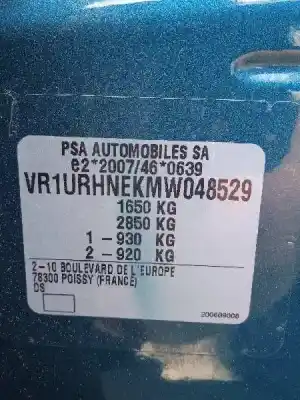 PSA AUTOMOBILES SA
e2*2007/46*0639
VR1URHNEKMW048529
1650 KG
2850 KG
1 - 930 KG
2 - 920 KG
2-10 BOULEVARD DE L'EUROPE
78300 POISSY (FRANCE)
DS
200609008